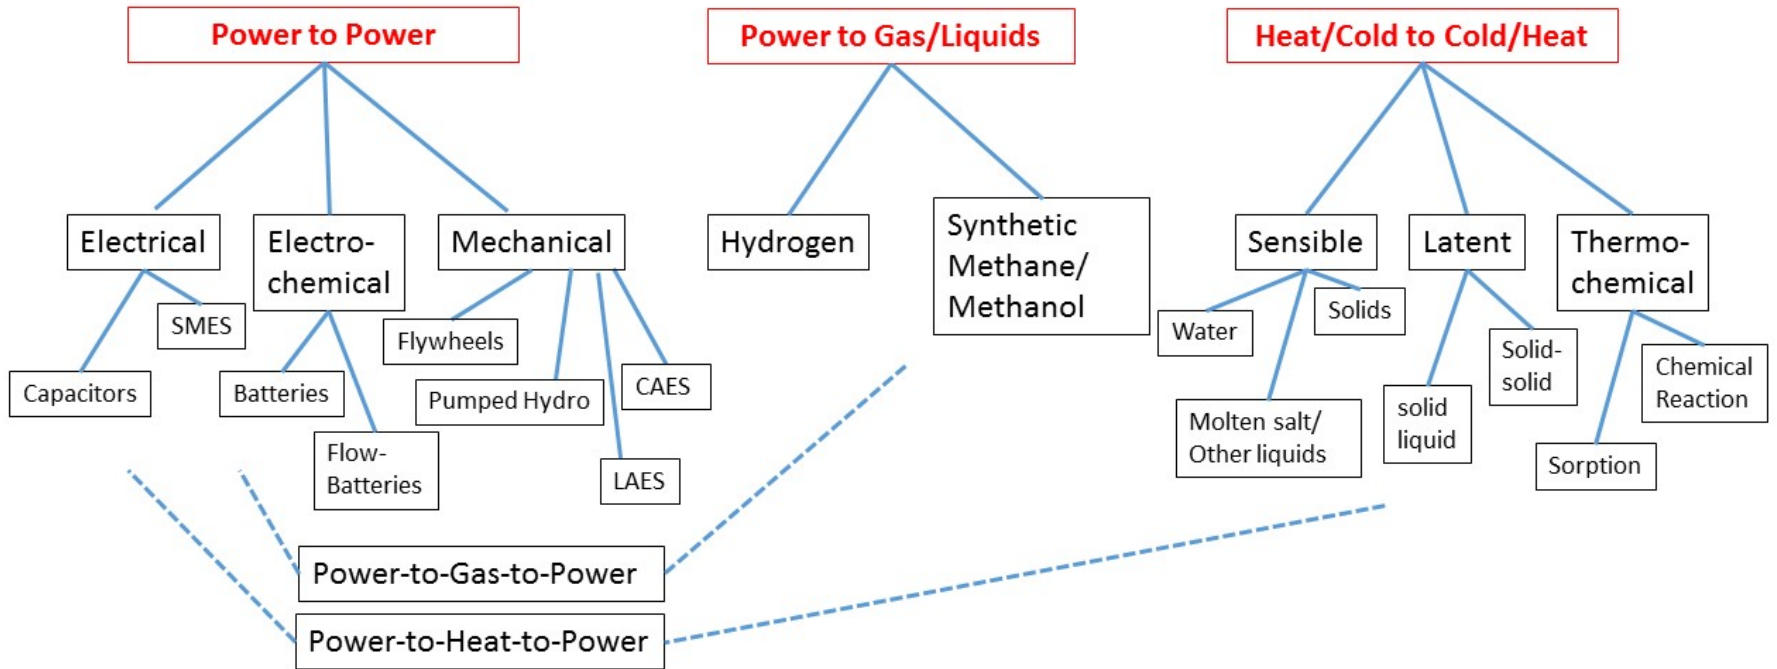 Power to Power
Power to Gas/Liquids
Heat/Cold to Cold/Heat
Electrical
Electro-
chemical
Mechanical
Hydrogen
Synthetic
Methane/
Methanol
Sensible
Latent
Thermo-
chemical
SMES
Capacitors
Batteries
Flow-
Batteries
Flywheels
Pumped Hydro
CAES
LAES
Water
Solids
Molten salt/
Other liquids
solid
liquid
Solid-
solid
Chemical
Reaction
Sorption
Power-to-Gas-to-Power
Power-to-Heat-to-Power